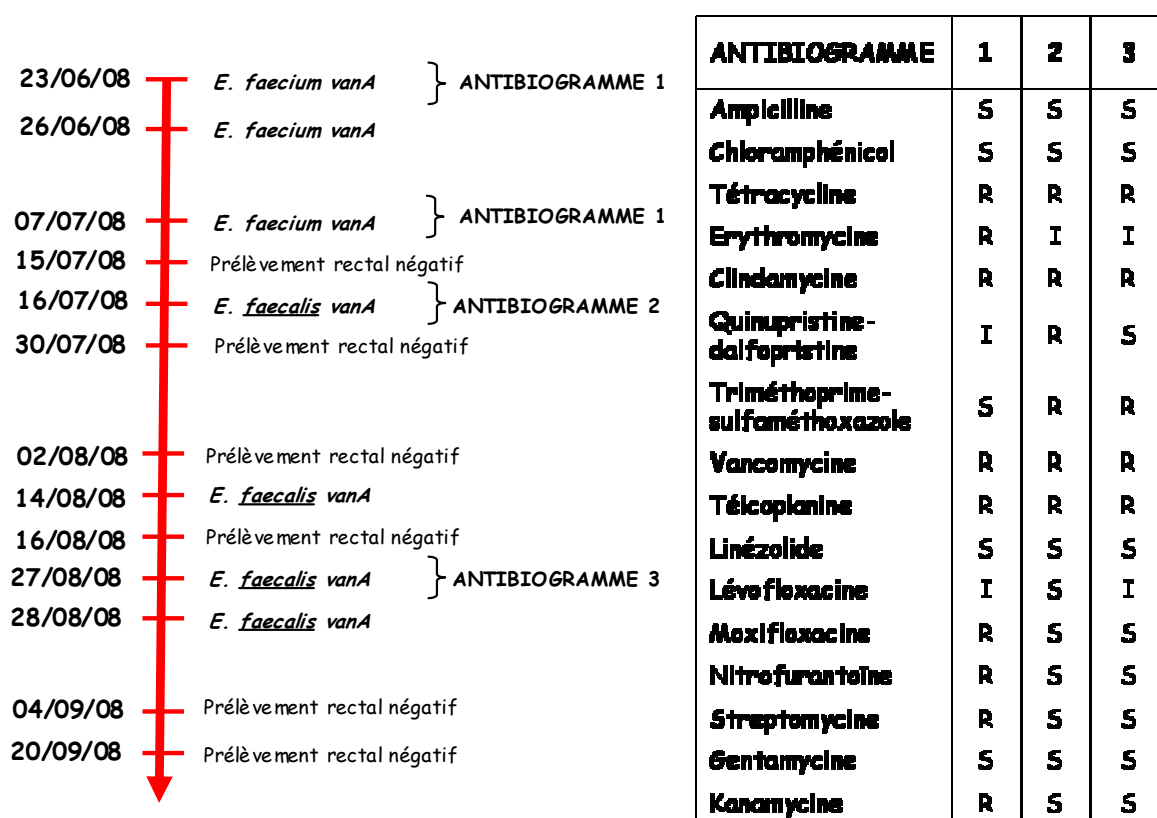 23/06/08 E. faecium vanA } ANTIBIOGRAMME 1
26/06/08 E. faecium vanA
07/07/08 E. faecium vanA } ANTIBIOGRAMME 1
15/07/08 Prélèvement rectal négatif
16/07/08 E. faecalis vanA } ANTIBIOGRAMME 2
30/07/08 Prélèvement rectal négatif
02/08/08 Prélèvement rectal négatif
14/08/08 E. faecalis vanA
16/08/08 Prélèvement rectal négatif
27/08/08 E. faecalis vanA } ANTIBIOGRAMME 3
28/08/08 E. faecalis vanA
04/09/08 Prélèvement rectal négatif
20/09/08 Prélèvement rectal négatif
ANTIBIOGRAMME 1 2 3
Ampicilline S S S
Chloramphénicol S S S
Tétracycline R R R
Erythromycine R I I
Clindamycine R R R
Quinupristine-
dalfopristine I R S
Triméthoprime-
sulfaméthoxazole S R R
Vancomycine R R R
Téicoplanine R R R
Linézolide S S S
Lévofloxacine I S I
Moxifloxacine R S S
Nitrofurantoïne R S S
Streptomycine R S S
Gentamycine S S S
Kanamycine R S S